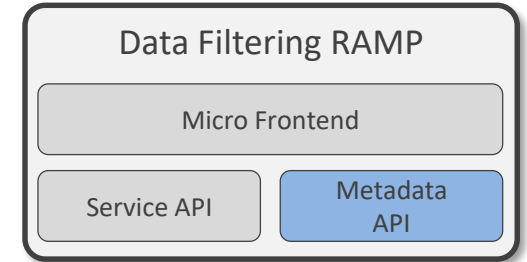 Data Filtering RAMP
Micro Frontend
Service API
Metadata
API